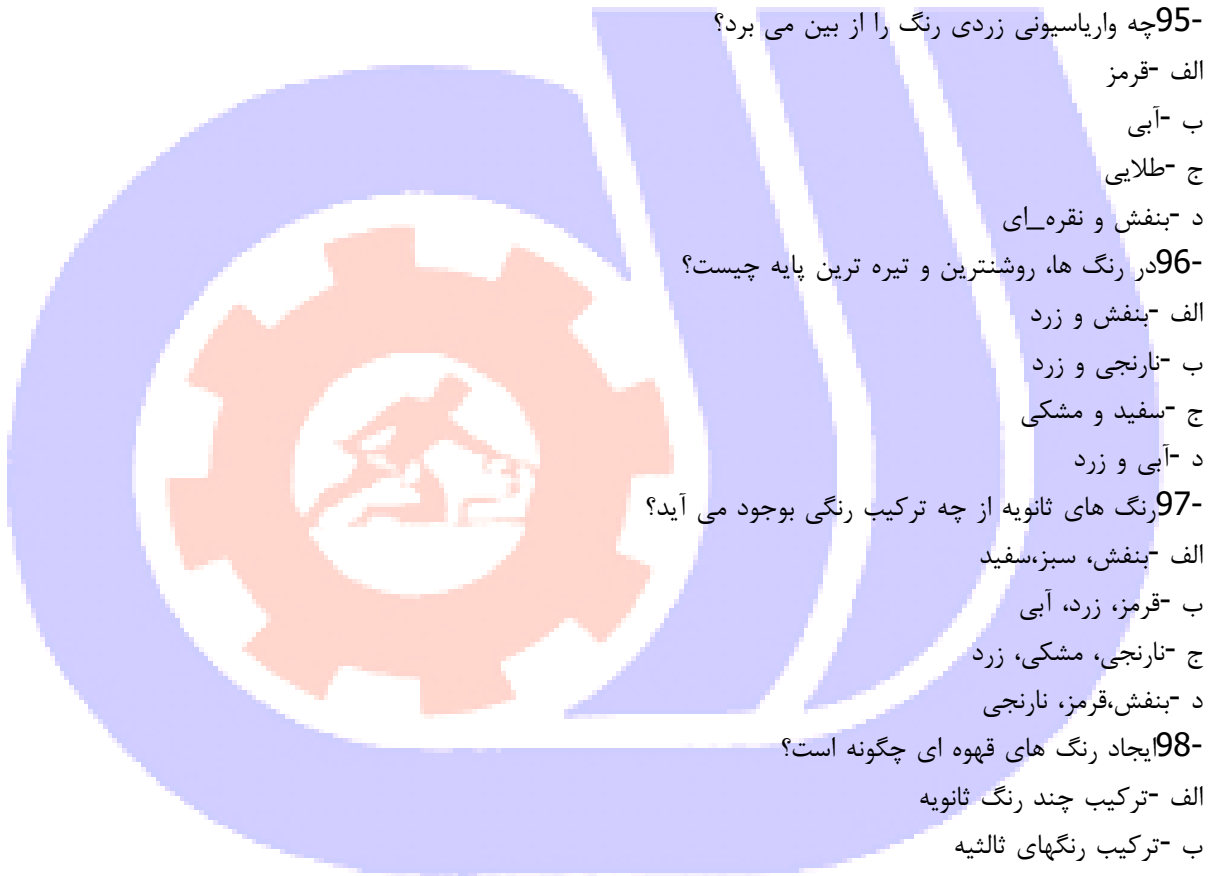 95-چه واریاسیونی زردی رنگ را از بین می برد؟
الف -قرمز
ب -آبی
ج -طلایی
د -بنفش و نقره_ای
96-در رنگ ها، روشنترین و تیره ترین پایه چیست؟
الف -بنفش و زرد
ب -نارنجی و زرد
ج -سفید و مشکی
د -آبی و زرد
97-رنگ های ثانویه از چه ترکیب رنگی بوجود می آید؟
الف -بنفش، سبز،سفید
ب -قرمز، زرد، آبی
ج -نارنجی، مشکی، زرد
د -بنفش،قرمز، نارنجی
98-ایجاد رنگ های قهوه ای چگونه است؟
الف -ترکیب چند رنگ ثانویه
ب -ترکیب رنگهای ثالثیه